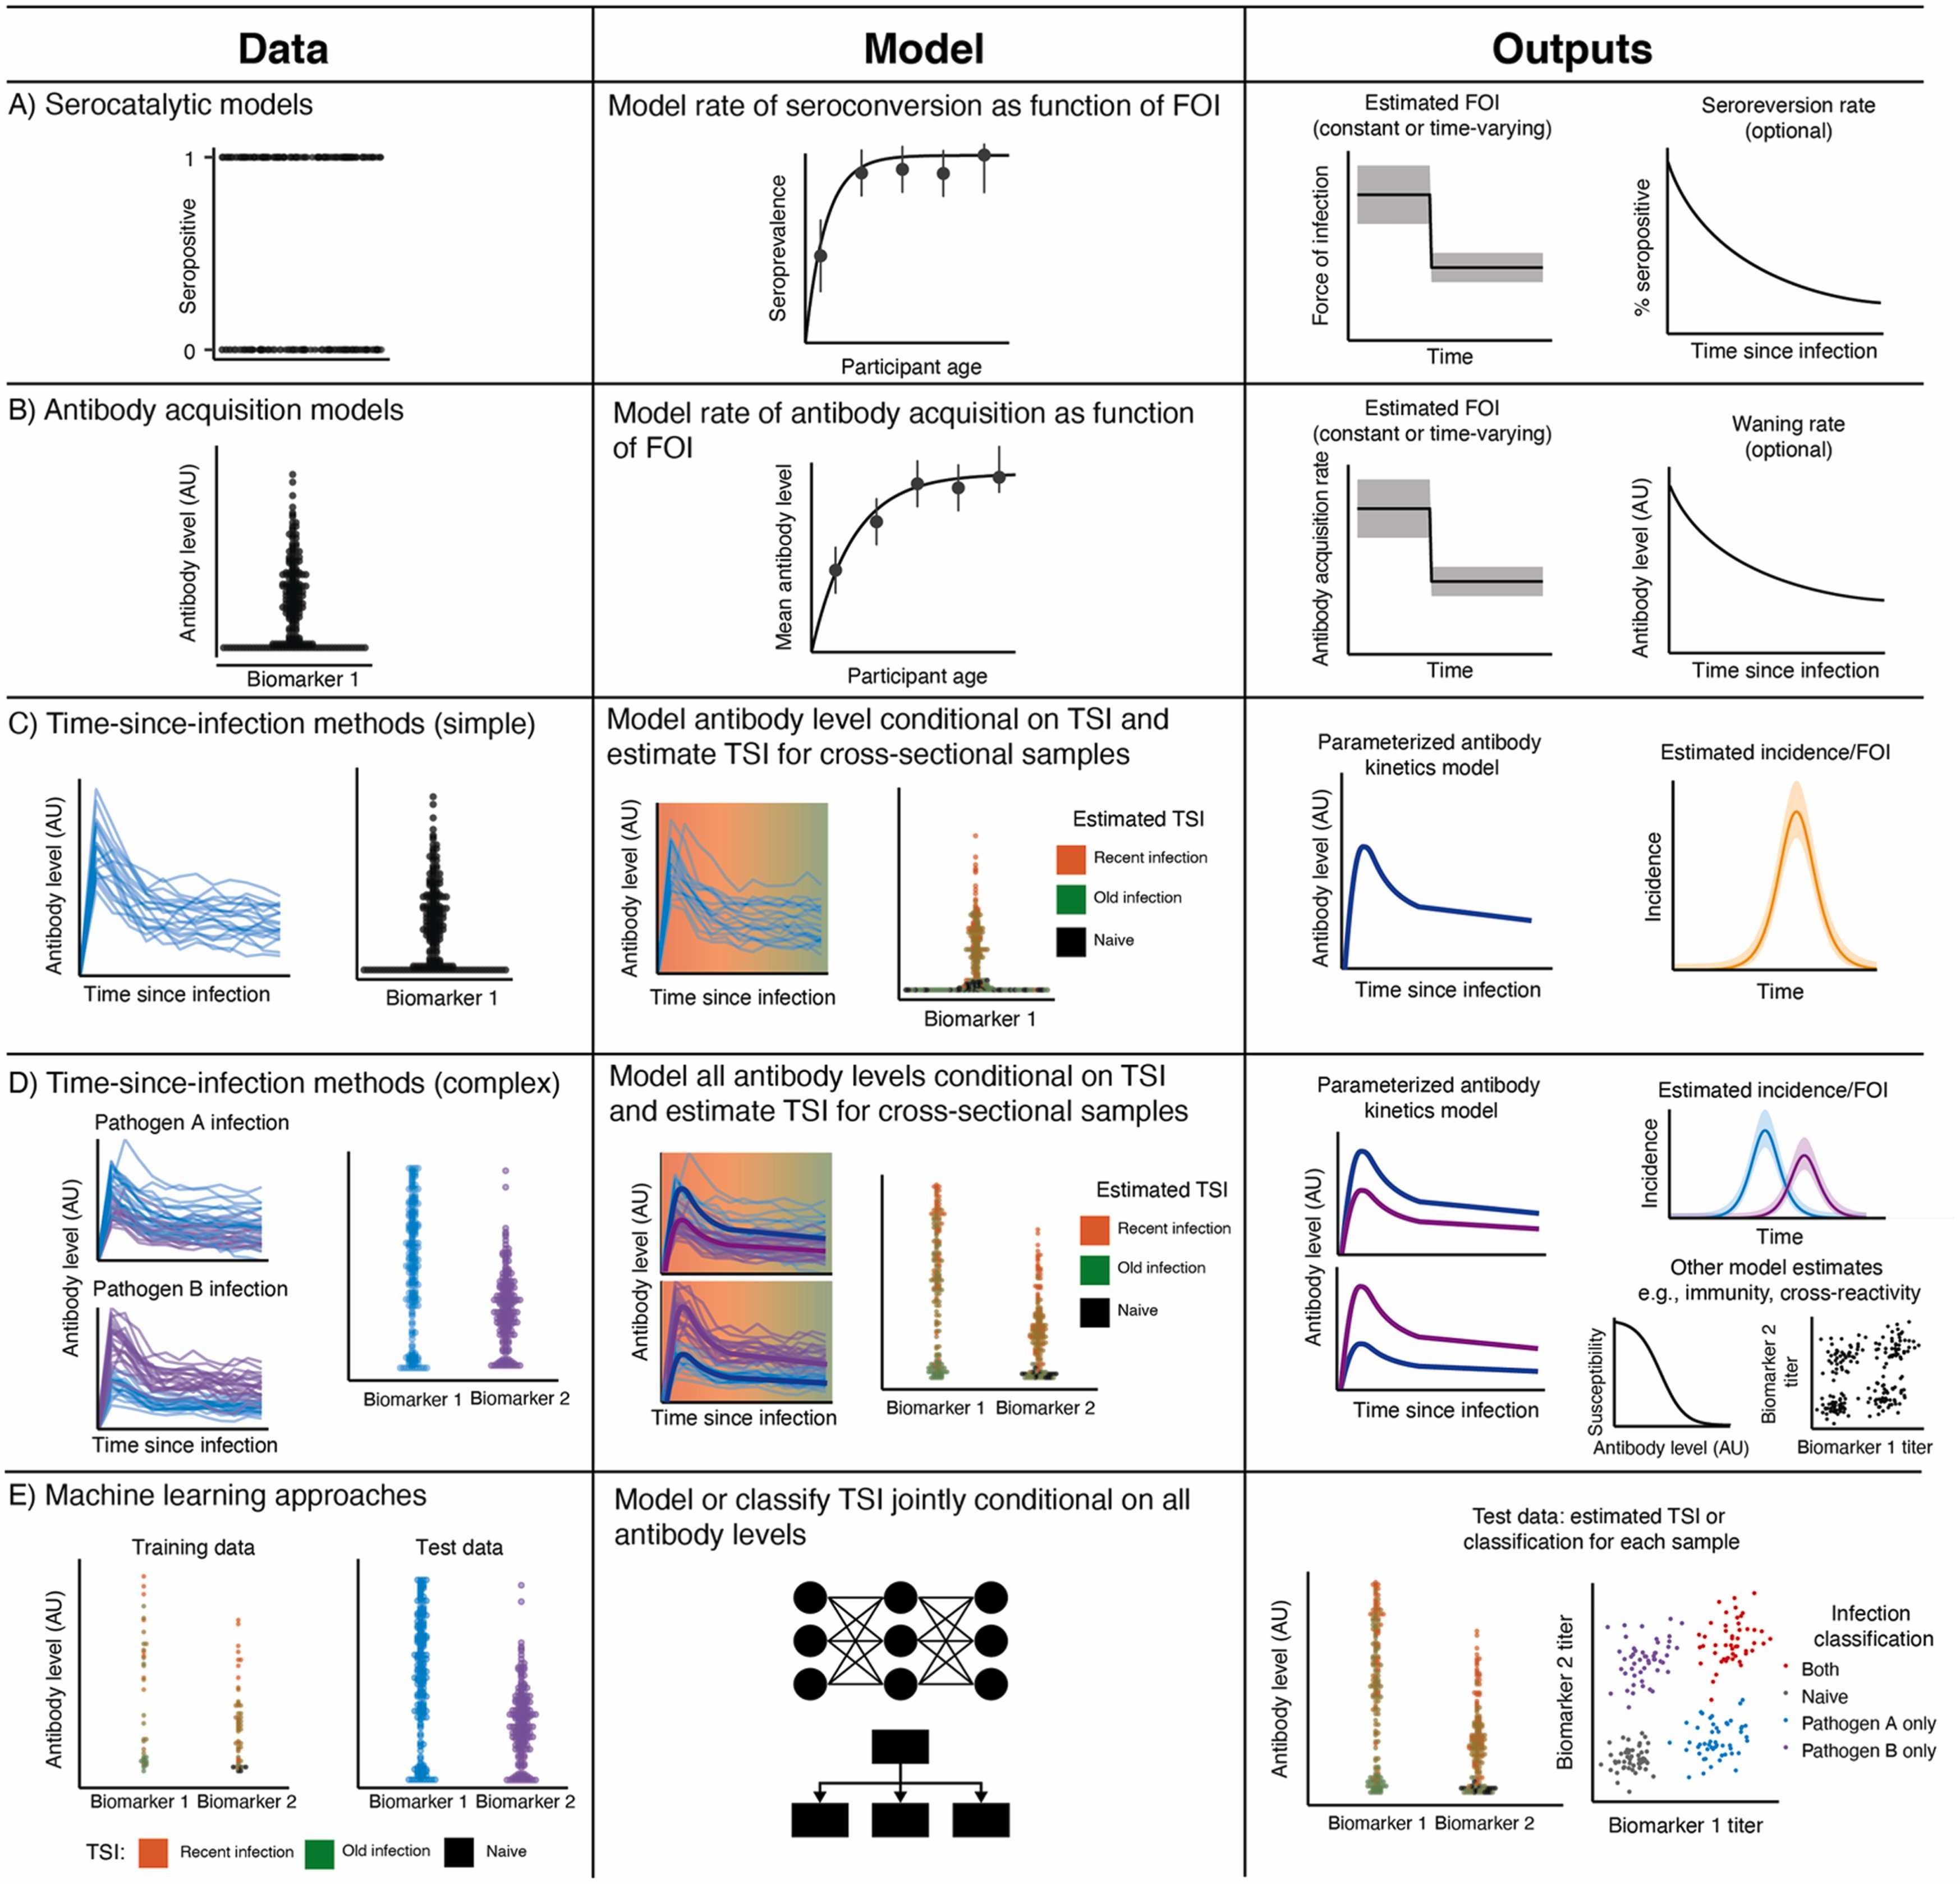 Data
Model
Outputs
A) Serocatalytic models
1
0
Seropositive
Model rate of seroconversion as function of FOI
Seroprevalence
Participant age
Estimated FOI
(constant or time-varying)
Force of infection
Time
Seroreversion rate
(optional)
% seropositive
Time since infection
B) Antibody acquisition models
Antibody level (AU)
Biomarker 1
Model rate of antibody acquisition as function
of FOI
Mean antibody level
Participant age
Estimated FOI
(constant or time-varying)
Antibody acquisition rate
Time
Waning rate
(optional)
Antibody level (AU)
Time since infection
C) Time-since-infection methods (simple)
Antibody level (AU)
Time since infection
Biomarker 1
Model antibody level conditional on TSI and
estimate TSI for cross-sectional samples
Antibody level (AU)
Time since infection
Biomarker 1
Estimated TSI
Recent infection
Old infection
Naive
Parameterized antibody
kinetics model
Antibody level (AU)
Time since infection
Estimated incidence/FOI
Incidence
Time
D) Time-since-infection methods (complex)
Pathogen A infection
Antibody level (AU)
Pathogen B infection
Time since infection
Biomarker 1 Biomarker 2
Model all antibody levels conditional on TSI
and estimate TSI for cross-sectional samples
Antibody level (AU)
Time since infection
Biomarker 1 Biomarker 2
Estimated TSI
Recent infection
Old infection
Naive
Parameterized antibody
kinetics model
Antibody level (AU)
Time since infection
Estimated incidence/FOI
Incidence
Time
Other model estimates
e.g., immunity, cross-reactivity
Susceptibility
Antibody level (AU)
Biomarker 2
titer
Biomarker 1 titer
E) Machine learning approaches
Training data
Antibody level (AU)
Biomarker 1 Biomarker 2
Test data
Biomarker 1 Biomarker 2
TSI:
Recent infection
Old infection
Naive
Model or classify TSI jointly conditional on all
antibody levels
Test data: estimated TSI or
classification for each sample
Antibody level (AU)
Biomarker 1 Biomarker 2
Biomarker 2 titer
Biomarker 1 titer
Infection
classification
Both
Naive
Pathogen A only
Pathogen B only